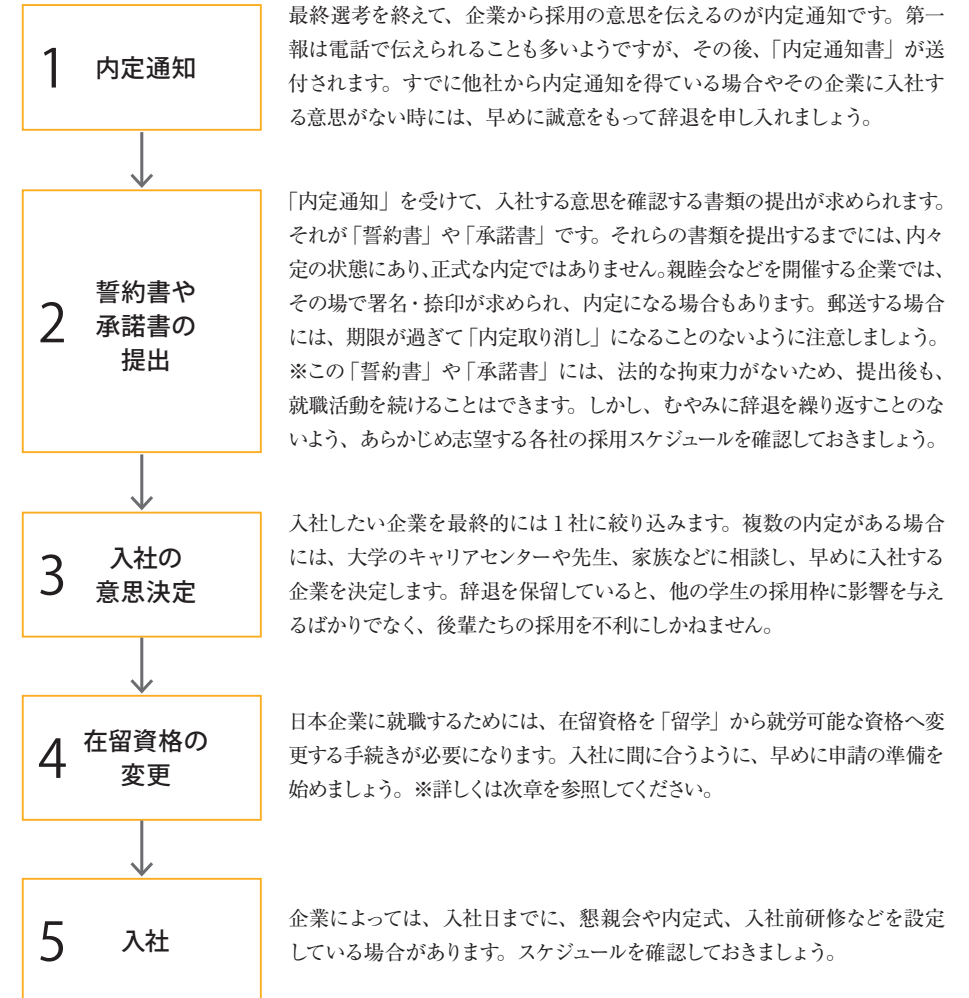 1 内定通知
最終選考を終えて、企業から採用の意思を伝えるのが内定通知です。第一
報は電話で伝えられることも多いようですが、その後、「内定通知書」が送
付されます。すでに他社から内定通知を得ている場合やその企業に入社す
る意思がない時には、早めに誠意をもって辞退を申し入れましょう。
2
誓約書や
承諾書の
提出
「内定通知」を受けて、入社する意思を確認する書類の提出が求められます。
それが「誓約書」や「承諾書」です。それらの書類を提出するまでには、内々
定の状態にあり、正式な内定ではありません。親睦会などを開催する企業では、
その場で署名・捺印が求められ、内定になる場合もあります。郵送する場合
には、期限が過ぎて「内定取り消し」になることのないように注意しましょう。
※この「誓約書」や「承諾書」には、法的な拘束力がないため、提出後も、
就職活動を続けることはできます。しかし、むやみに辞退を繰り返すことのな
いよう、あらかじめ志望する各社の採用スケジュールを確認しておきましょう。
3
入社の
意思決定
入社したい企業を最終的には1社に絞り込みます。複数の内定がある場合
には、大学のキャリアセンターや先生、家族などに相談し、早めに入社する
企業を決定します。辞退を保留していると、他の学生の採用枠に影響を与え
るばかりでなく、後輩たちの採用を不利にしかねません。
4
在留資格の
変更
日本企業に就職するためには、在留資格を「留学」から就労可能な資格へ変
更する手続きが必要になります。入社に間に合うように、早めに申請の準備を
始めましょう。※詳しくは次章を参照してください。
5 入社
企業によっては、入社日までに、懇親会や内定式、入社前研修などを設定
している場合があります。スケジュールを確認しておきましょう。